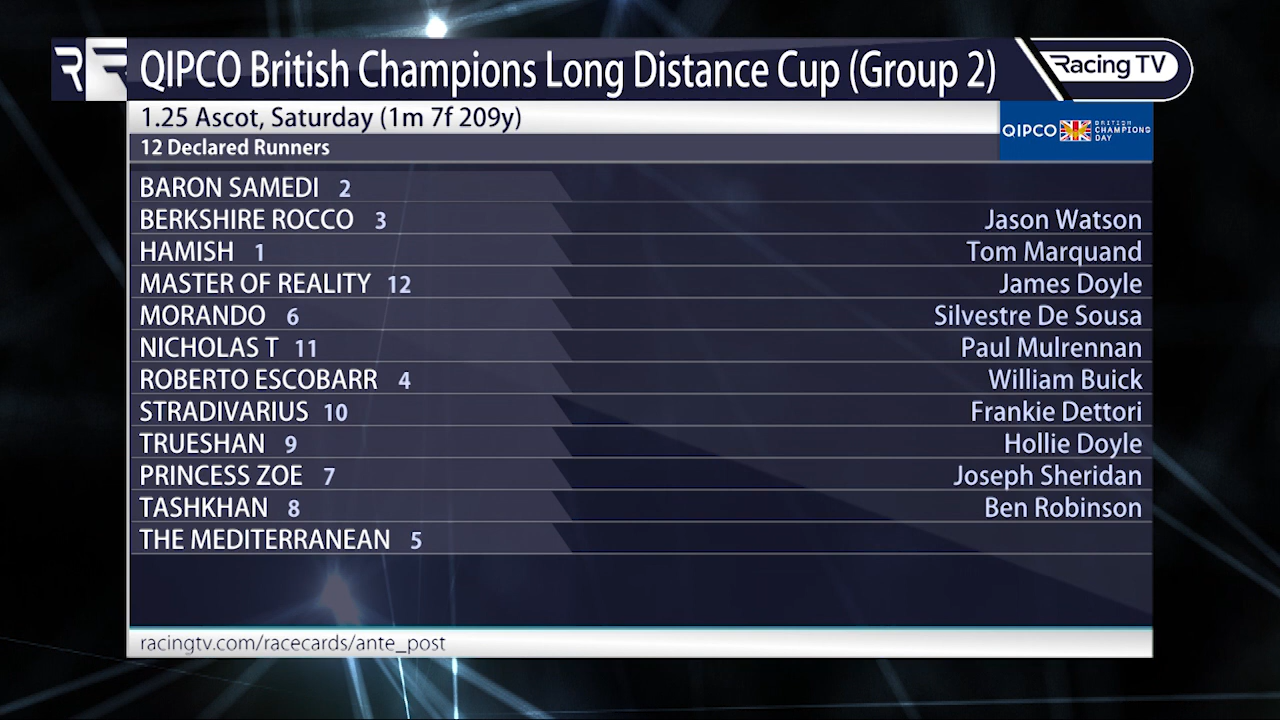 QIPCO British Champions Long Distance Cup (Group 2)
Racing TV
1.25 Ascot, Saturday (1m 7f 209y)
12 Declared Runners
QIPCO BRITISH CHAMPIONS DAY
BARON SAMEDI 2
BERKSHIRE ROCCO 3 Jason Watson
HAMISH 1 Tom Marquand
MASTER OF REALITY 12 James Doyle
MORANDO 6 Silvestre De Sousa
NICHOLAS T 11 Paul Mulrennan
ROBERTO ESCOBARR 4 William Buick
STRADIVARIUS 10 Frankie Dettori
TRUESHAN 9 Hollie Doyle
PRINCESS ZOE 7 Joseph Sheridan
TASHKHAN 8 Ben Robinson
THE MEDITERRANEAN 5
racingtv.com/racecards/ante_post